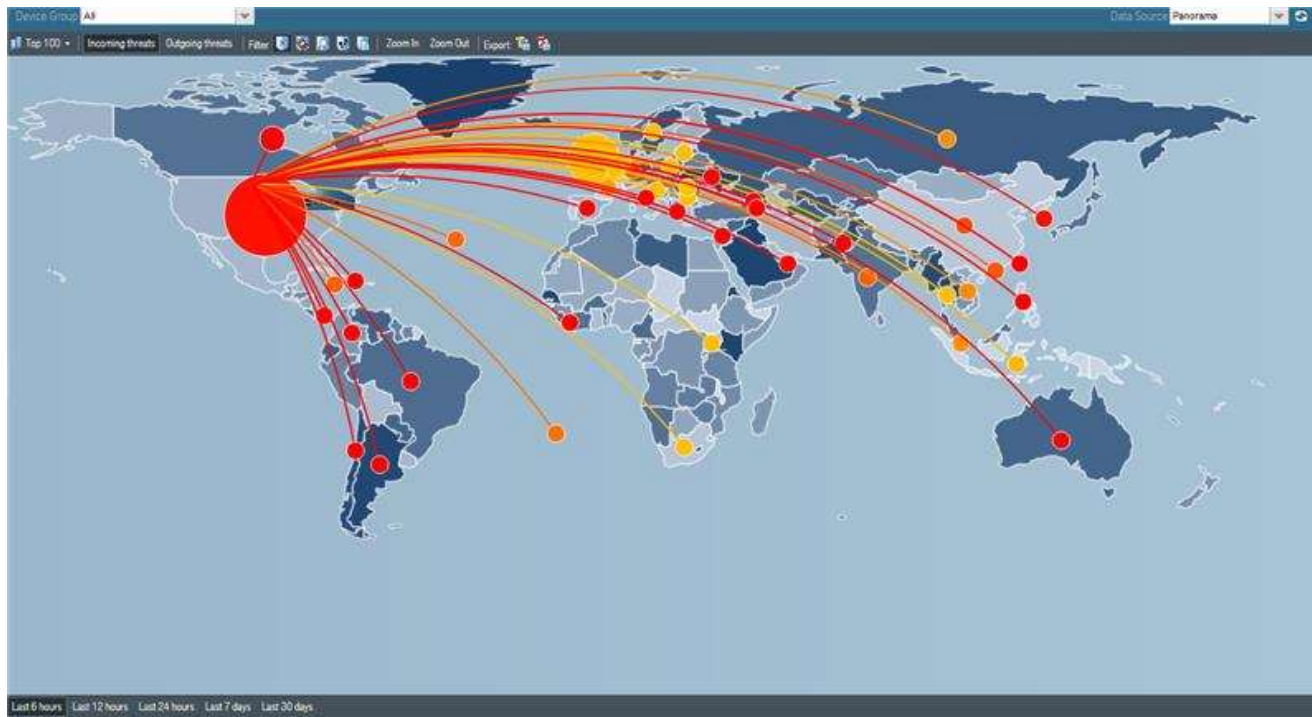 Device Group All Data Source Panorama
Top 100 Incoming threats Outgoing threats Filter Zoom In Zoom Out Export
Last 6 hours Last 12 hours Last 24 hours Last 7 days Last 30 days